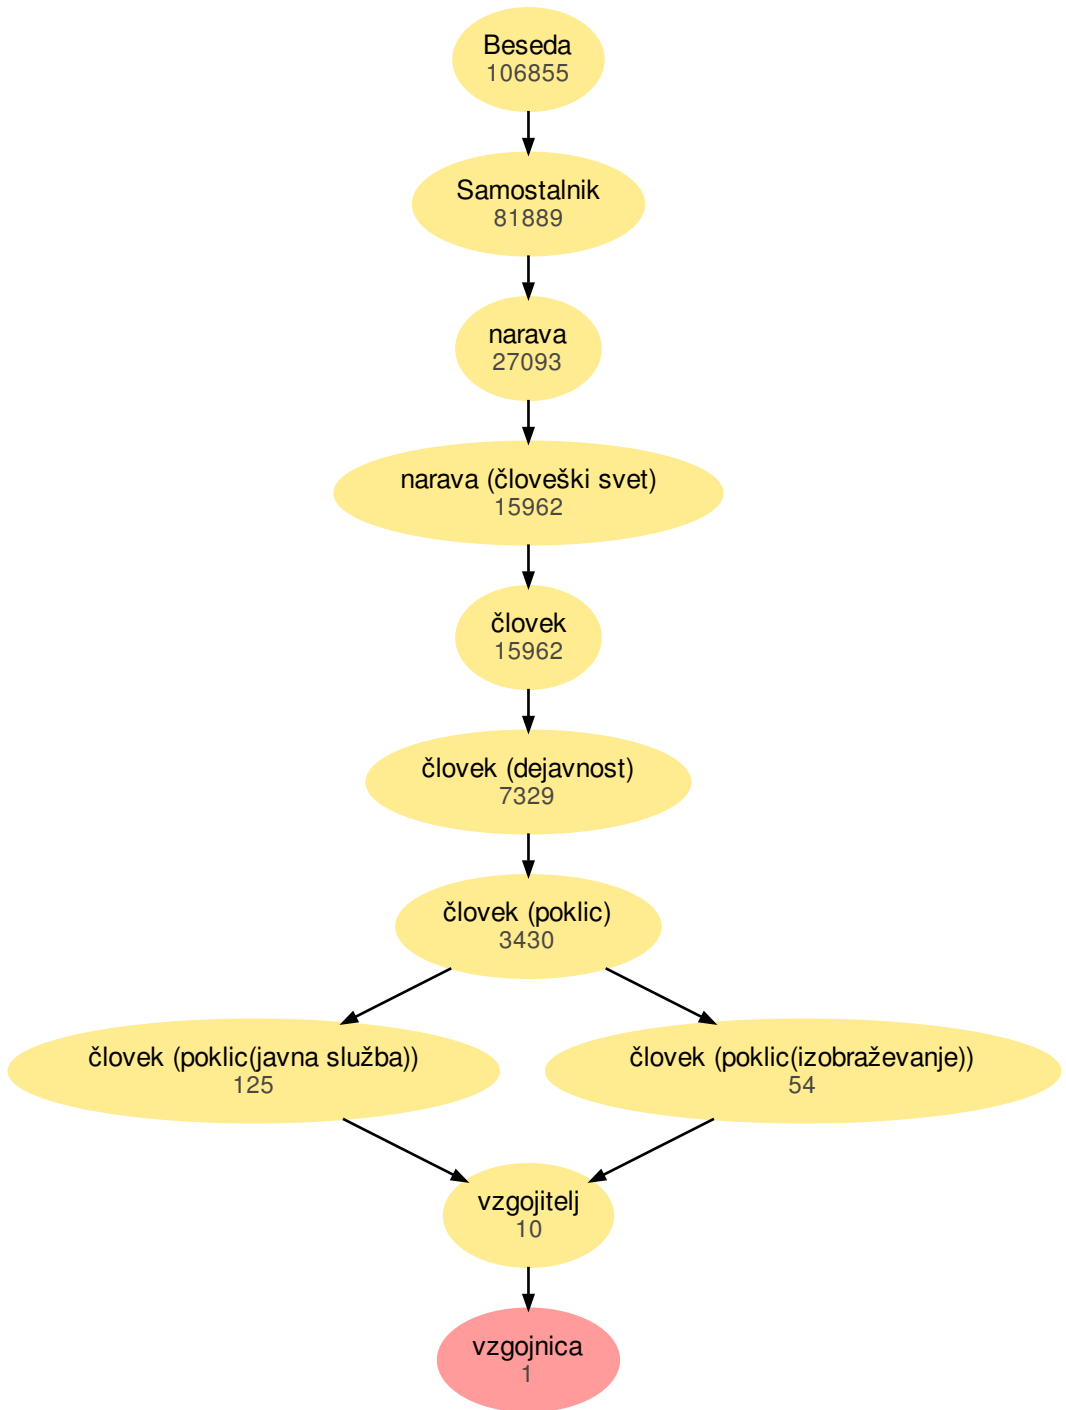 Beseda
106855
Samostalnik
81889
narava
27093
narava (človeški svet)
15962
človek
15962
človek (dejavnost)
7329
človek (poklic)
3430
človek (poklic(javna služba))
125
človek (poklic(izobraževanje))
54
vzgojitelj
10
vzgojnica
1